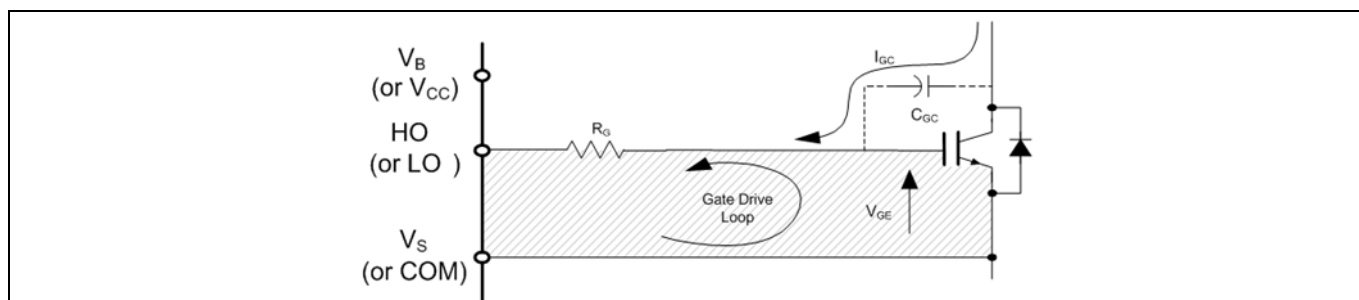 V_B
(or V_CC)
HO
(or LO )
V_S
(or COM)
R_G
I_GC
C_GC
Gate Drive
Loop
V_GE